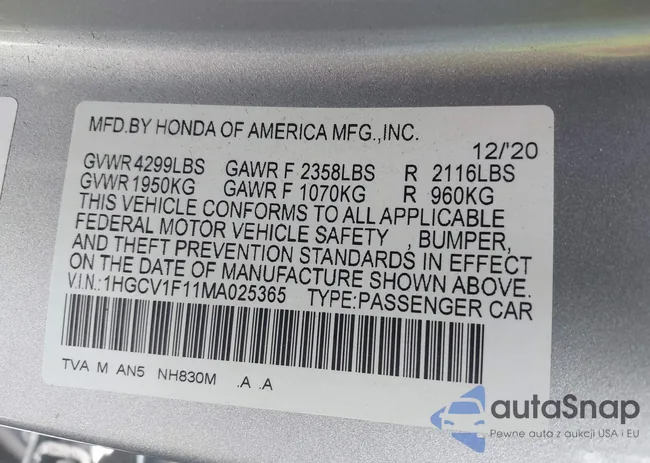 MFD.BY HONDA OF AMERICA MFG.,INC.
12/'20
GVWR 4299LBS GAWR F 2358LBS R 2116LBS
GVWR 1950KG GAWR F 1070KG R 960KG
THIS VEHICLE CONFORMS TO ALL APPLICABLE
FEDERAL MOTOR VEHICLE SAFETY , BUMPER,
AND THEFT PREVENTION STANDARDS IN EFFECT
ON THE DATE OF MANUFACTURE SHOWN ABOVE.
V.I.N.:1HGCV1F11MA025365 TYPE:PASSENGER CAR
TVA M AN5 NH830M .A .A
autaSnap
Pewne auta z aukcji USA i EU